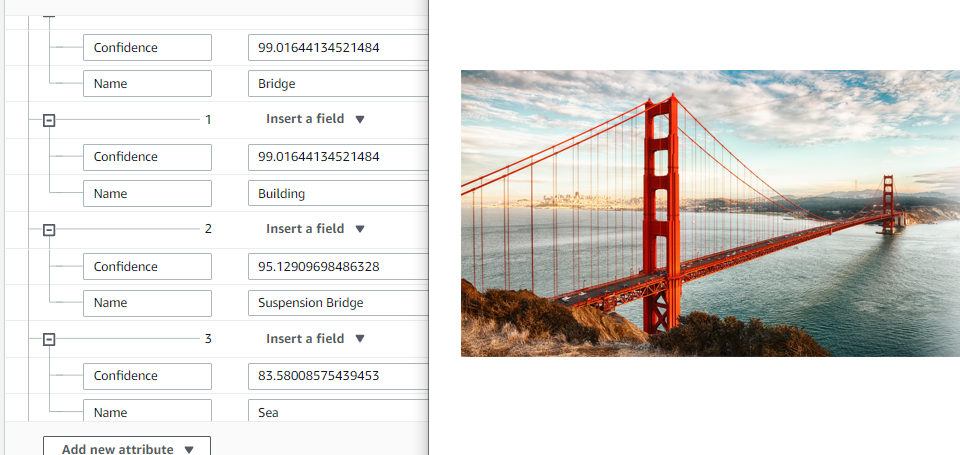 Confidence 99.01644134521484
Name Bridge
1 Insert a field
Confidence 99.01644134521484
Name Building
2 Insert a field
Confidence 95.12909698486328
Name Suspension Bridge
3 Insert a field
Confidence 83.58008575439453
Name Sea
Add new attribute